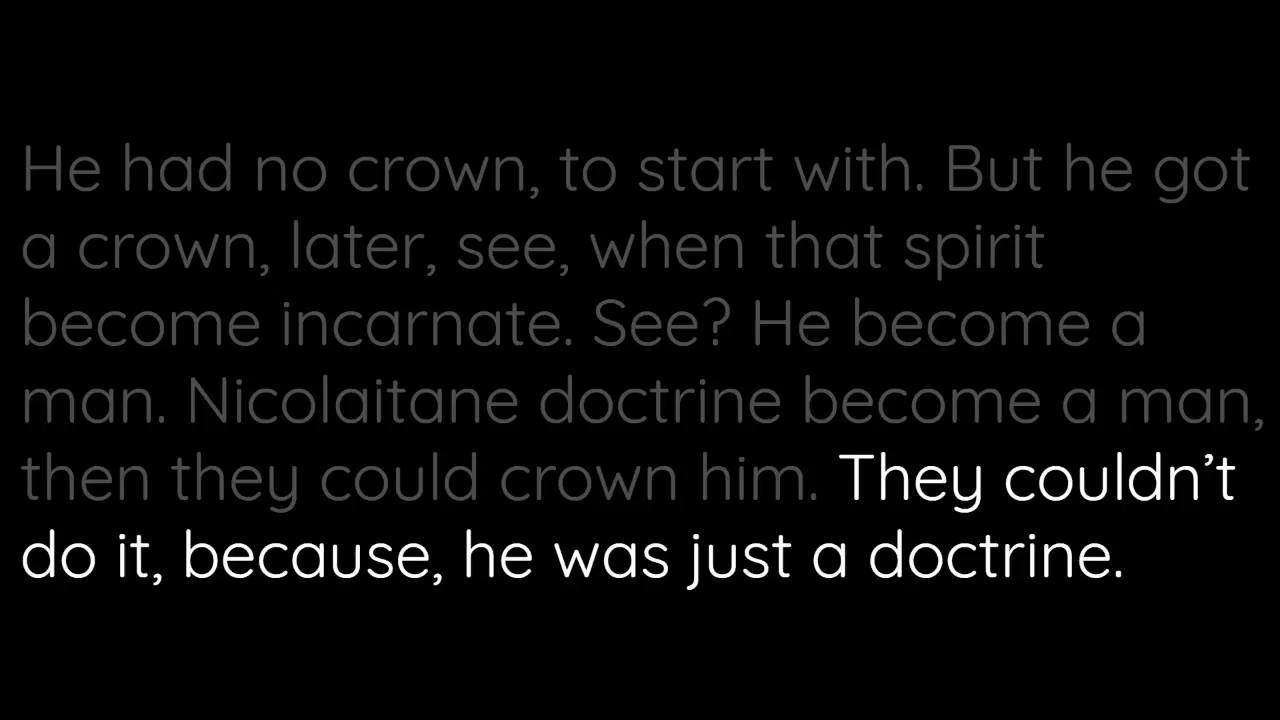 He had no crown, to start with. But he got
a crown, later, see, when that spirit
become incarnate. See? He become a
man. Nicolaitane doctrine become a man,
then they could crown him. They couldn’t
do it, because, he was just a doctrine.